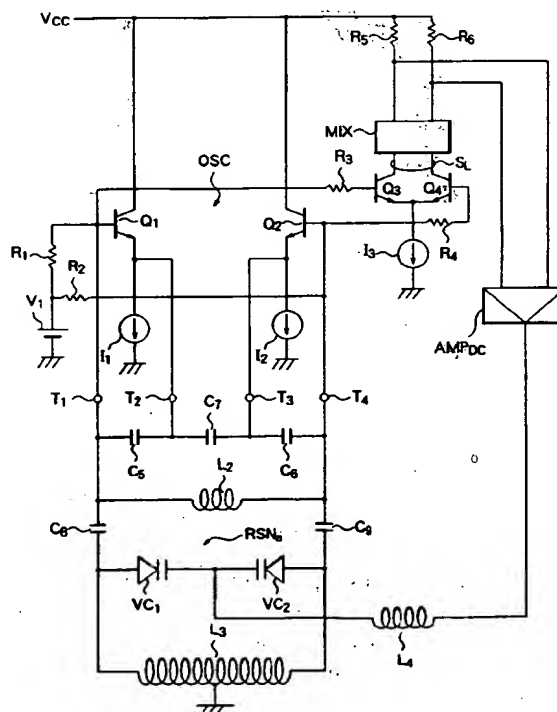 VCC
R5
R6
MIX
SL
OSC
R3
Q1
Q2
Q3
Q4
R1
R2
R4
I3
V1
I1
I2
AMPDC
T1
T2
T3
T4
C7
C5
C6
L2
C8
RSNa
C9
VC1
VC2
L3
L4